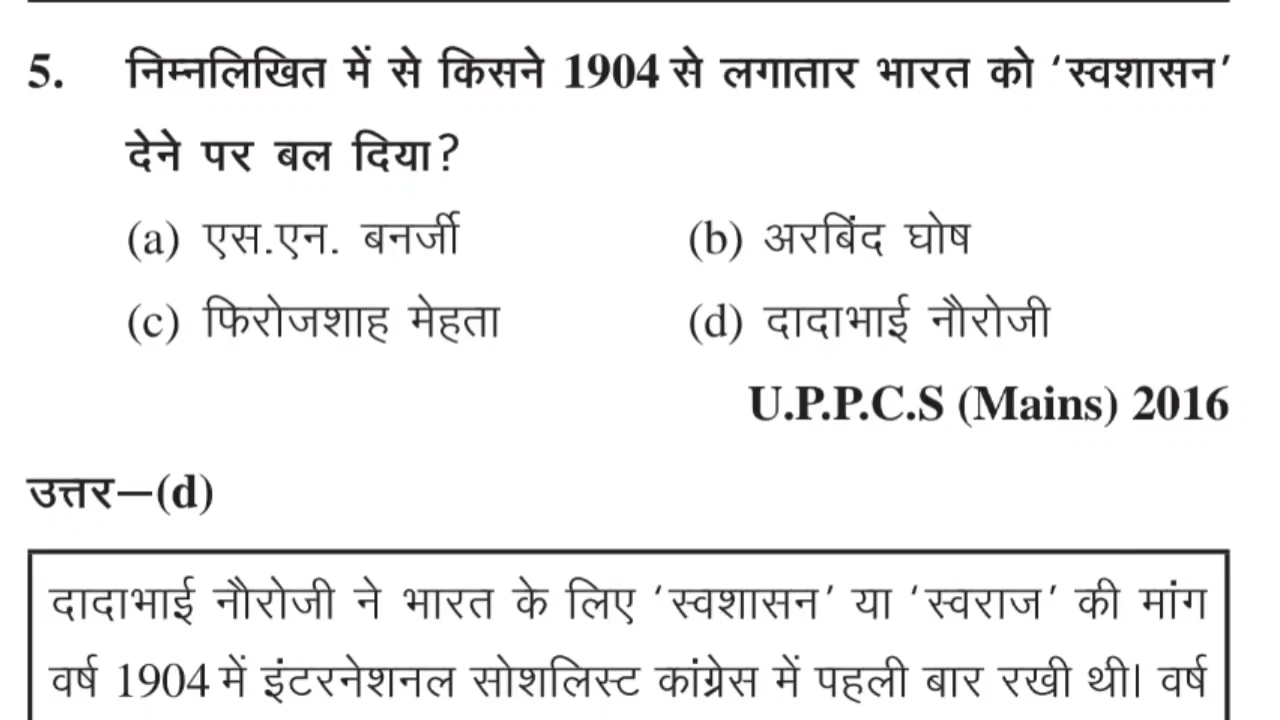 5. निम्नलिखित में से किसने 1904 से लगातार भारत को ‘स्वशासन’
देने पर बल दिया?
(a) एस.एन. बनर्जी (b) अरबिंद घोष
(c) फिरोजशाह मेहता (d) दादाभाई नौरोजी
U.P.P.C.S (Mains) 2016
उत्तर—(d)
दादाभाई नौरोजी ने भारत के लिए ‘स्वशासन’ या ‘स्वराज’ की मांग
वर्ष 1904 में इंटरनेशनल सोशलिस्ट कांग्रेस में पहली बार रखी थी। वर्ष